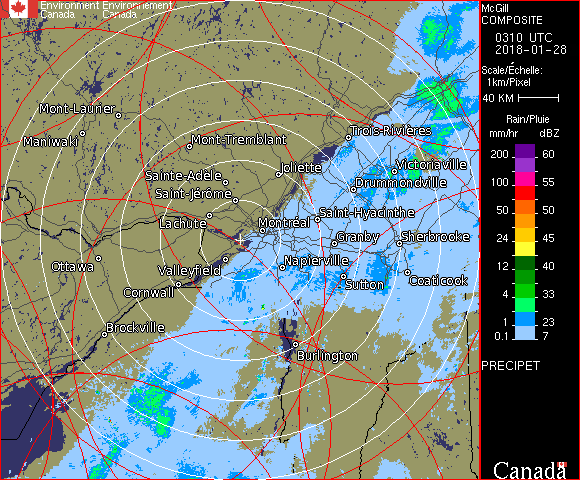 Environment Environnement
Canada Canada
McGill
COMPOSITE
0310 UTC
2018-01-28
Scale/Échelle:
1km/Pixel
40 KM
Rain/Pluie
mm/hr dBZ
200 60
100 55
50 50
24 45
12 40
4 33
1 23
0.1 7
PRECIPET
Mont-Laurier
Maniwaki
Mont-Tremblant
Trois-Rivières
Sainte-Adèle
Joliette
Victoriaville
Saint-Jérôme
Drummondville
Lachute
Montréal
Saint-Hyacinthe
Granby
Sherbrooke
Ottawa
Valleyfield
Napierville
Cornwall
Sutton
Coaticook
Brockville
Burlington
Canada